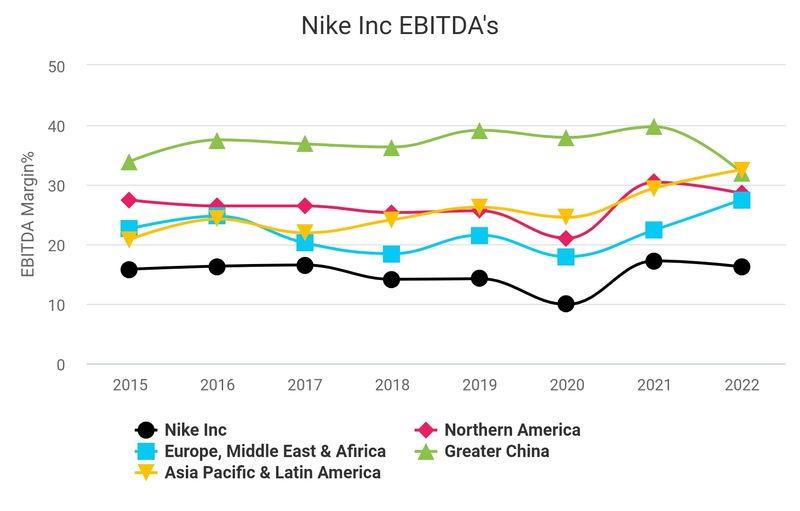 Nike Inc EBITDA's
50
40
30
20
10
0
EBITDA Margin%
2015 2016 2017 2018 2019 2020 2021 2022
Nike Inc Northern America
Europe, Middle East & Afirica Greater China
Asia Pacific & Latin America